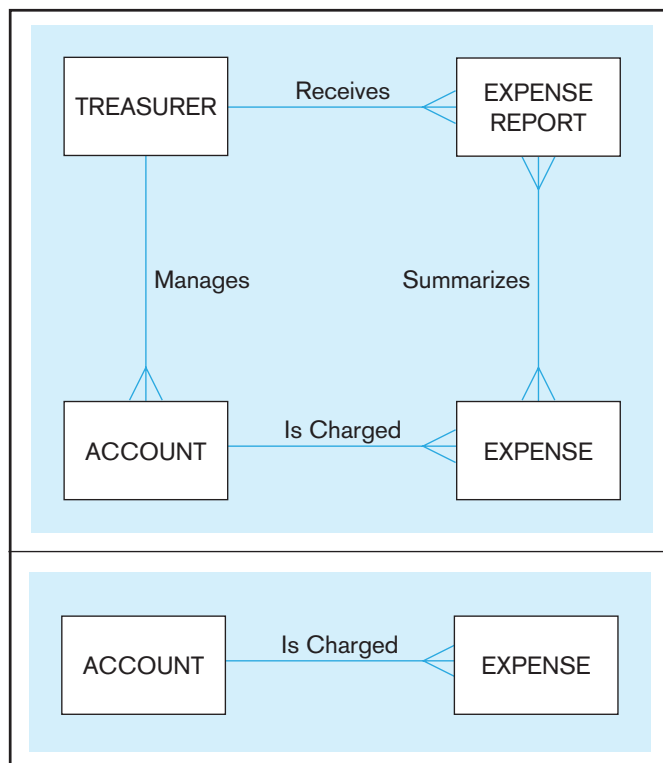 TREASURER
Receives
EXPENSE
REPORT
Manages
Summarizes
ACCOUNT
Is Charged
EXPENSE
ACCOUNT
Is Charged
EXPENSE